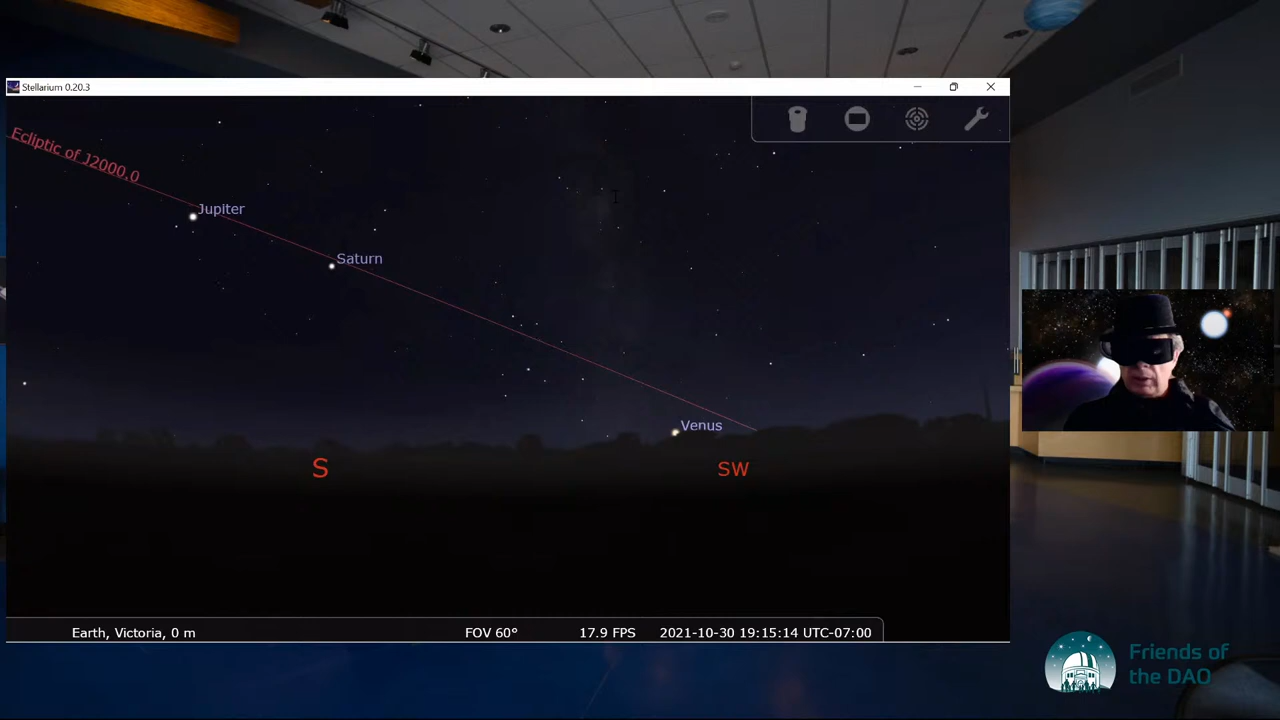 Stellarium 0.20.3
Ecliptic of J2000.0
Jupiter
Saturn
Venus
S
SW
Earth, Victoria, 0 m
FOV 60°
17.9 FPS
2021-10-30 19:15:14 UTC-07:00
Friends of
the DAO